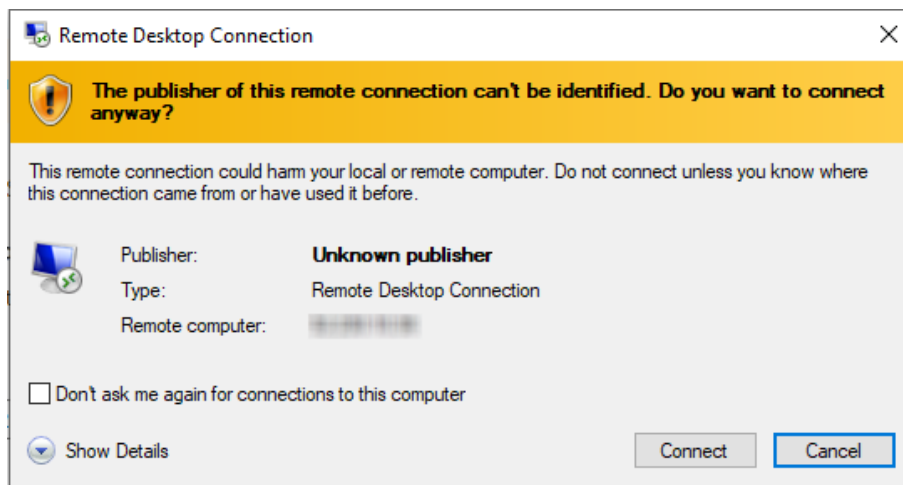 Remote Desktop Connection
The publisher of this remote connection can't be identified. Do you want to connect
anyway?
This remote connection could harm your local or remote computer. Do not connect unless you know where
this connection came from or have used it before.
Publisher: Unknown publisher
Type: Remote Desktop Connection
Remote computer:
Don't ask me again for connections to this computer
Show Details Connect Cancel